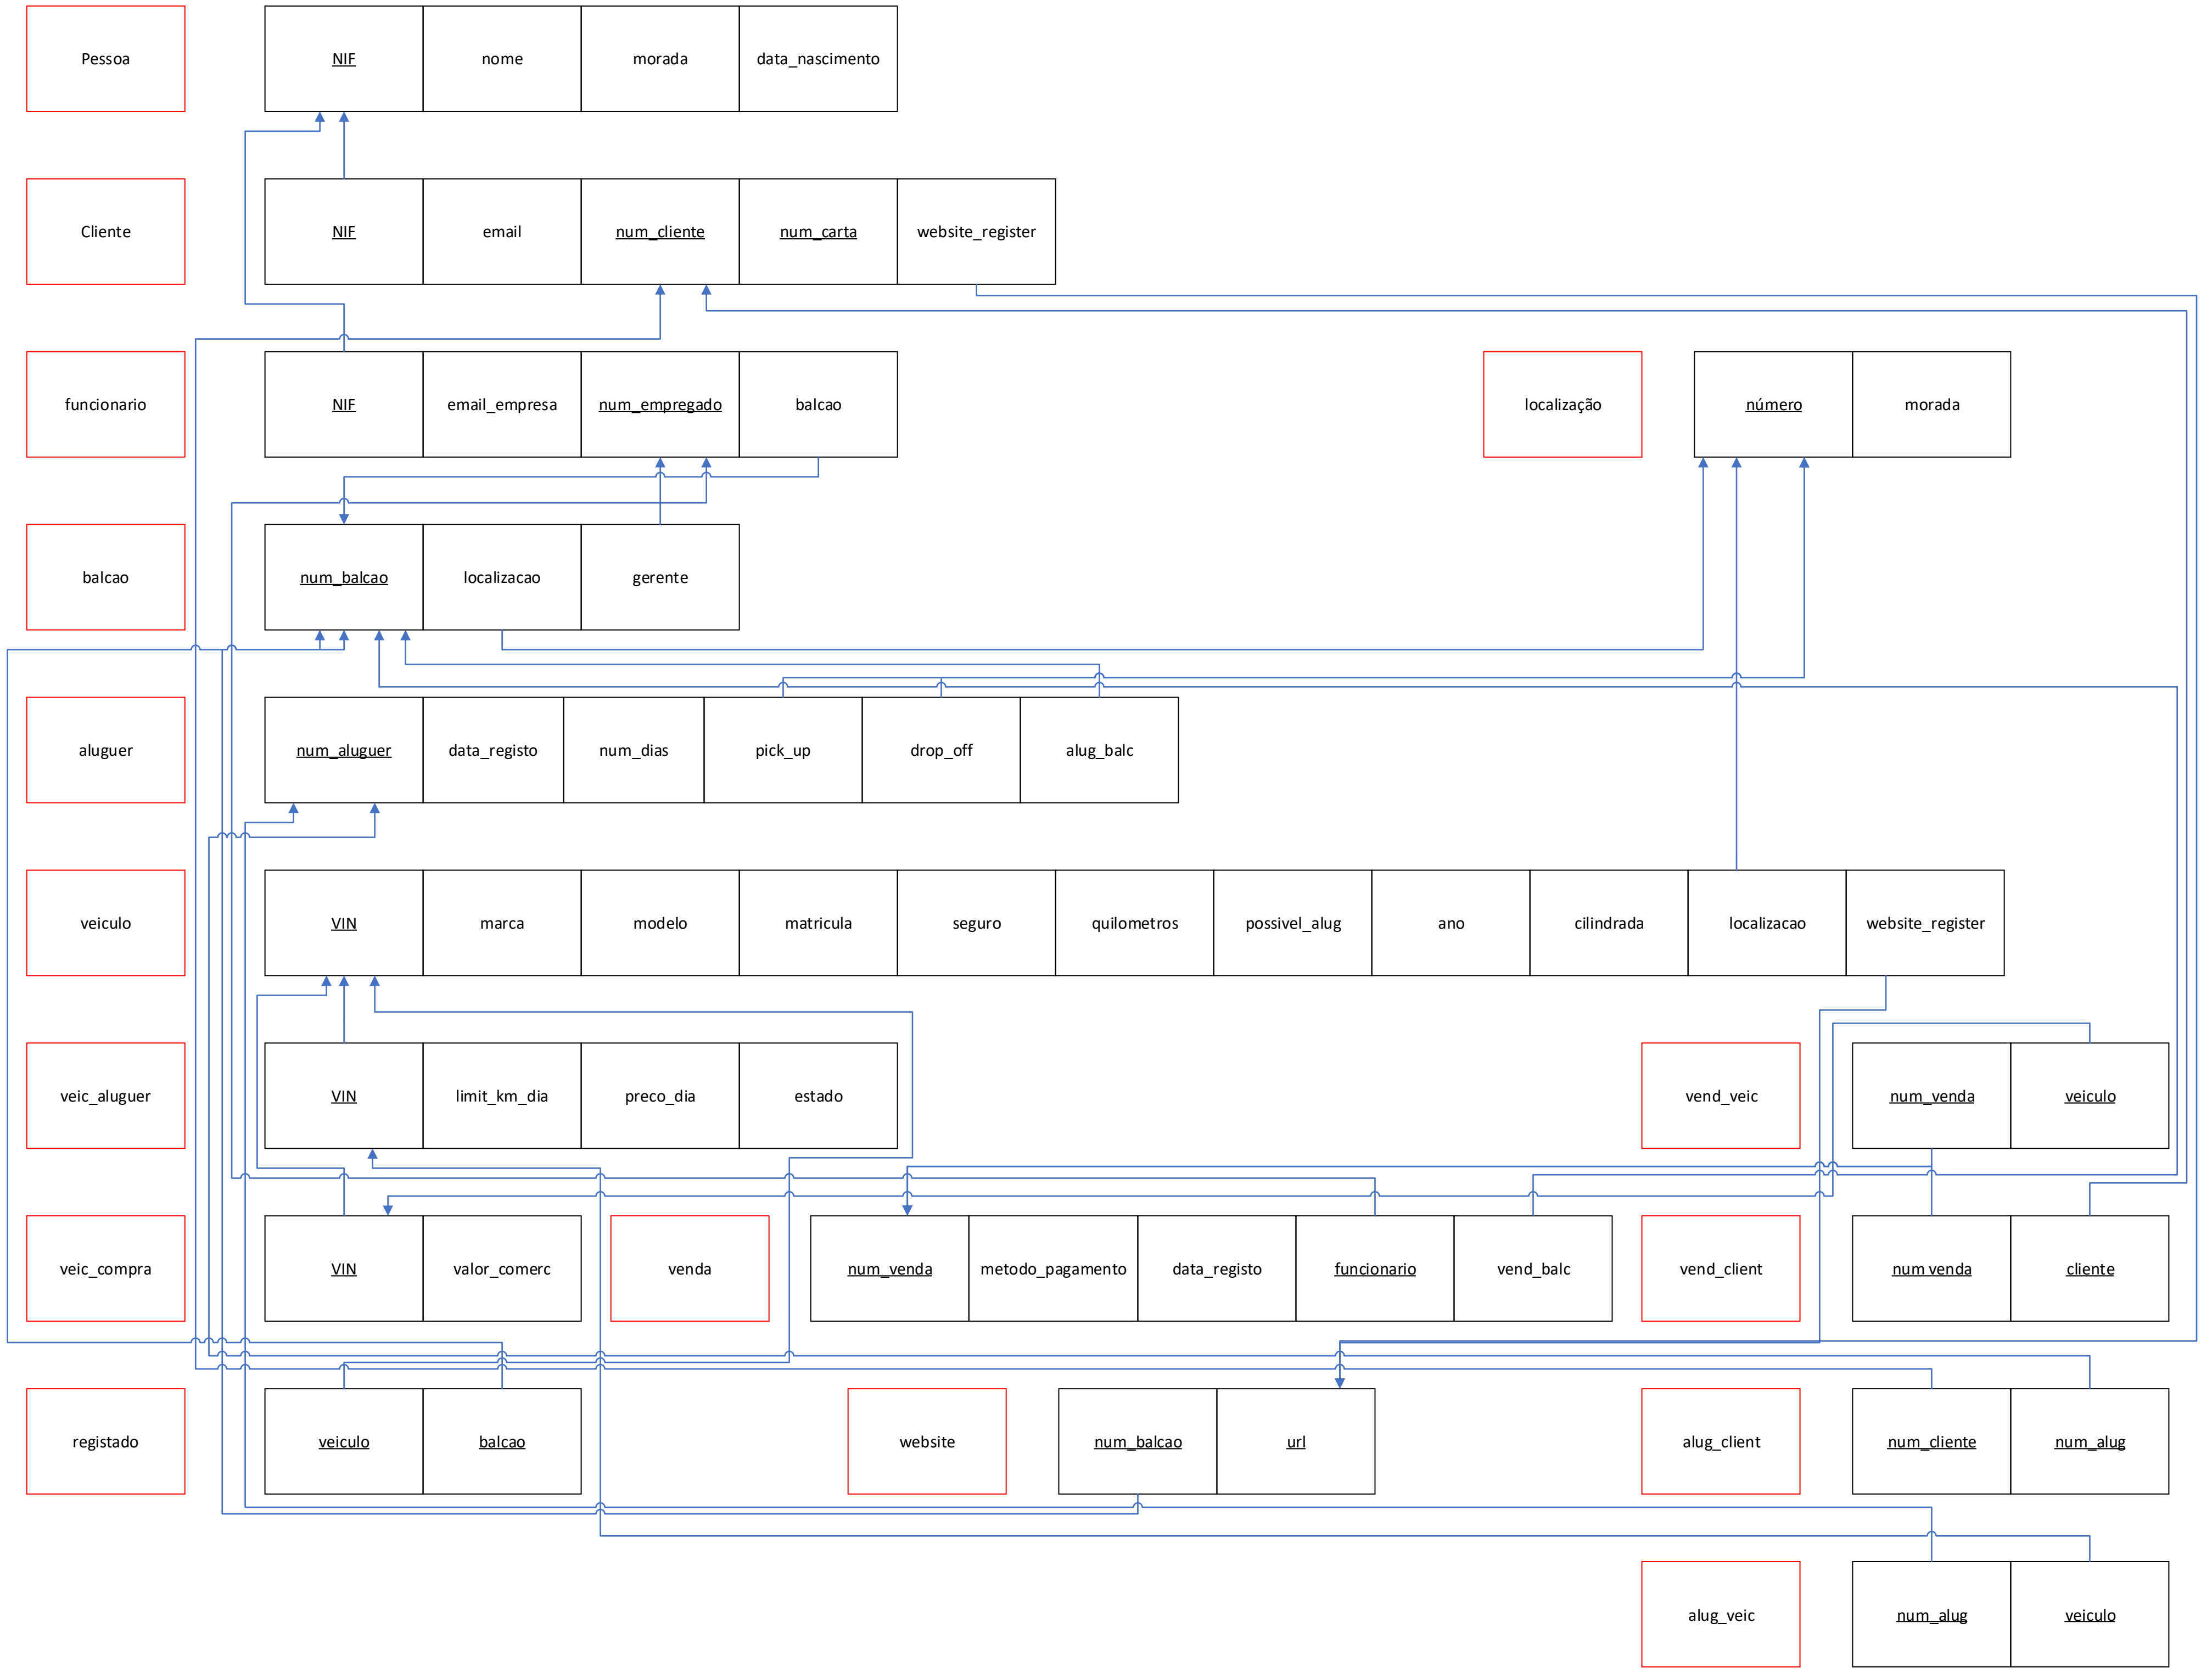 Pessoa
NIF nome morada data_nascimento
Cliente
NIF email num_cliente num_carta website_register
funcionario
NIF email_empresa num_empregado balcao
localização
número morada
balcao
num_balcao localizacao gerente
aluguer
num_aluguer data_registo num_dias pick_up drop_off alug_balc
veiculo
VIN marca modelo matricula seguro quilometros possivel_alug ano cilindrada localizacao website_register
veic_aluguer
VIN limit_km_dia preco_dia estado
vend_veic
num_venda veiculo
veic_compra
VIN valor_comerc
venda
num_venda metodo_pagamento data_registo funcionario vend_balc
vend_client
num venda cliente
registado
veiculo balcao
website
num_balcao url
alug_client
num_cliente num_alug
alug_veic
num_alug veiculo